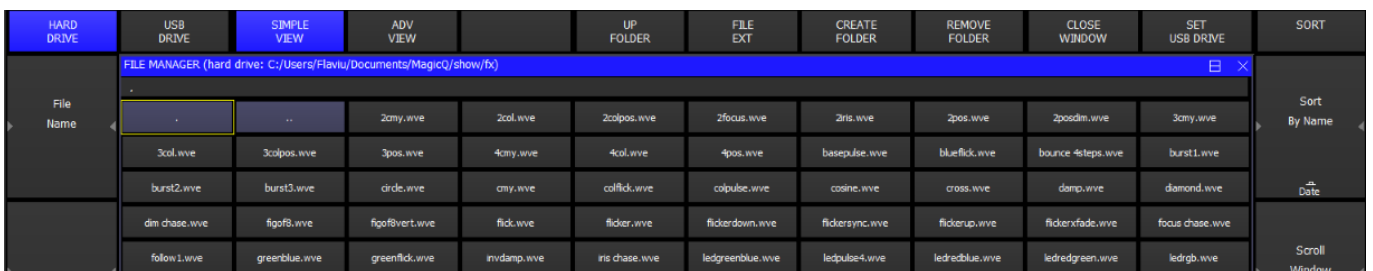 HARD DRIVE
USB DRIVE
SIMPLE VIEW
ADV VIEW
UP FOLDER
FILE EXT
CREATE FOLDER
REMOVE FOLDER
CLOSE WINDOW
SET USB DRIVE
SORT
FILE MANAGER (hard drive: C:/Users/Flaviu/Documents/MagicQ/show/fx)
.
File Name
Sort By Name
. .. 2cmy.wve 2col.wve 2colpos.wve 2focus.wve 2iris.wve 2pos.wve 2posdim.wve 3cmy.wve
3col.wve 3colpos.wve 3pos.wve 4cmy.wve 4col.wve 4pos.wve basepulse.wve blueflick.wve bounce 4steps.wve burst1.wve
burst2.wve burst3.wve circle.wve cmy.wve colflick.wve colpulse.wve cosine.wve cross.wve damp.wve diamond.wve
Date
dim chase.wve figof8.wve figof8vert.wve flick.wve flicker.wve flickerdown.wve flickersync.wve flickerup.wve flickerxfade.wve focus chase.wve
follow1.wve greenblue.wve greenflick.wve invdamp.wve iris chase.wve ledgreenblue.wve ledpulse4.wve ledredblue.wve ledredgreen.wve ledrgb.wve
Scroll
Window